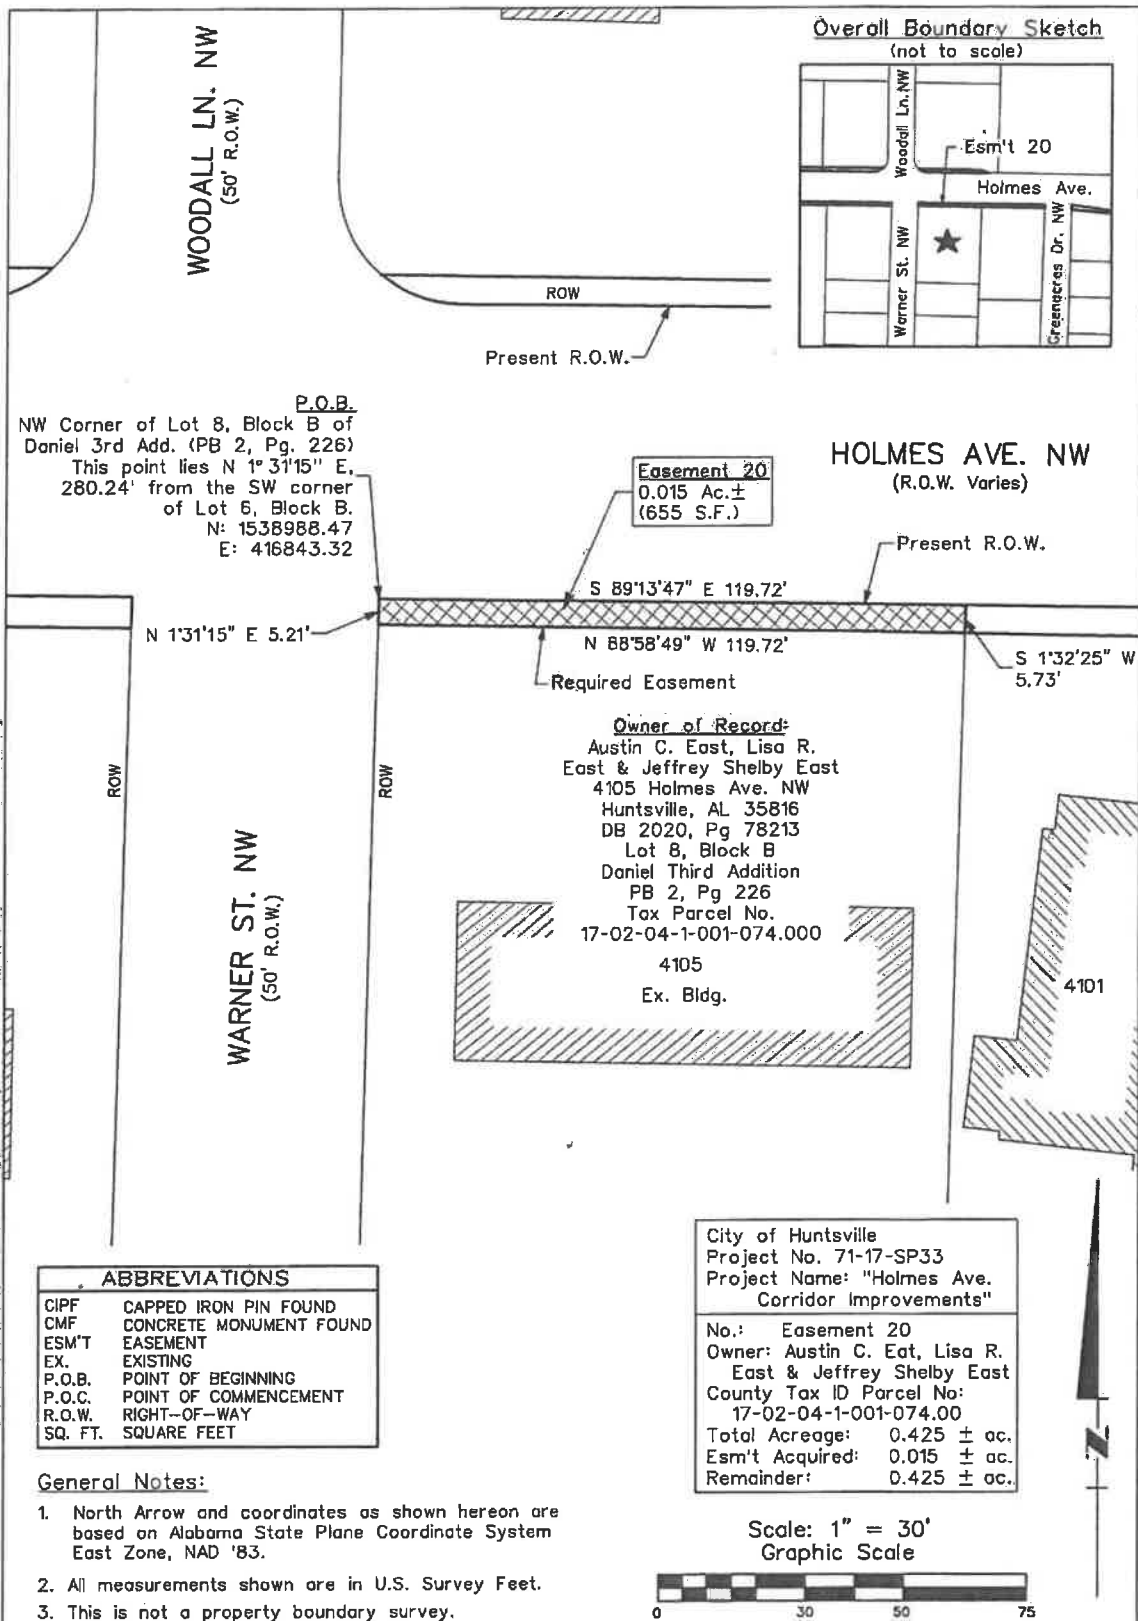 Overall Boundary Sketch
(not to scale)
Woodall Ln. NW
Esm't 20
Holmes Ave.
Warner St. NW
Greenacres Dr. NW
WOODALL LN. NW
(50' R.O.W.)
ROW
Present R.O.W.
P.O.B.
NW Corner of Lot 8, Block B of
Daniel 3rd Add. (PB 2, Pg. 226)
This point lies N 1°31'15" E,
280.24' from the SW corner
of Lot 6, Block B.
N: 1538988.47
E: 416843.32
HOLMES AVE. NW
(R.O.W. Varies)
Easement 20
0.015 Ac.±
(655 S.F.)
Present R.O.W.
S 89°13'47" E 119.72'
N 1°31'15" E 5.21'
N 88°58'49" W 119.72'
S 1°32'25" W
5.73'
Required Easement
Owner of Record:
Austin C. East, Lisa R.
East & Jeffrey Shelby East
4105 Holmes Ave. NW
Huntsville, AL 35816
DB 2020, Pg 78213
Lot 8, Block B
Daniel Third Addition
PB 2, Pg 226
Tax Parcel No.
17-02-04-1-001-074.000
4105
Ex. Bldg.
ROW
ROW
WARNER ST. NW
(50' R.O.W.)
4101
City of Huntsville
Project No. 71-17-SP33
Project Name: "Holmes Ave.
Corridor Improvements"
No.: Easement 20
Owner: Austin C. Eat, Lisa R.
East & Jeffrey Shelby East
County Tax ID Parcel No:
17-02-04-1-001-074.00
Total Acreage: 0.425 ± ac.
Esm't Acquired: 0.015 ± ac.
Remainder: 0.425 ± ac.
ABBREVIATIONS
CIPF CAPPED IRON PIN FOUND
CMF CONCRETE MONUMENT FOUND
ESM'T EASEMENT
EX. EXISTING
P.O.B. POINT OF BEGINNING
P.O.C. POINT OF COMMENCEMENT
R.O.W. RIGHT-OF-WAY
SQ. FT. SQUARE FEET
N
General Notes:
1. North Arrow and coordinates as shown hereon are
based on Alabama State Plane Coordinate System
East Zone, NAD '83.
2. All measurements shown are in U.S. Survey Feet.
3. This is not a property boundary survey.
Scale: 1" = 30'
Graphic Scale
0 30 50 75